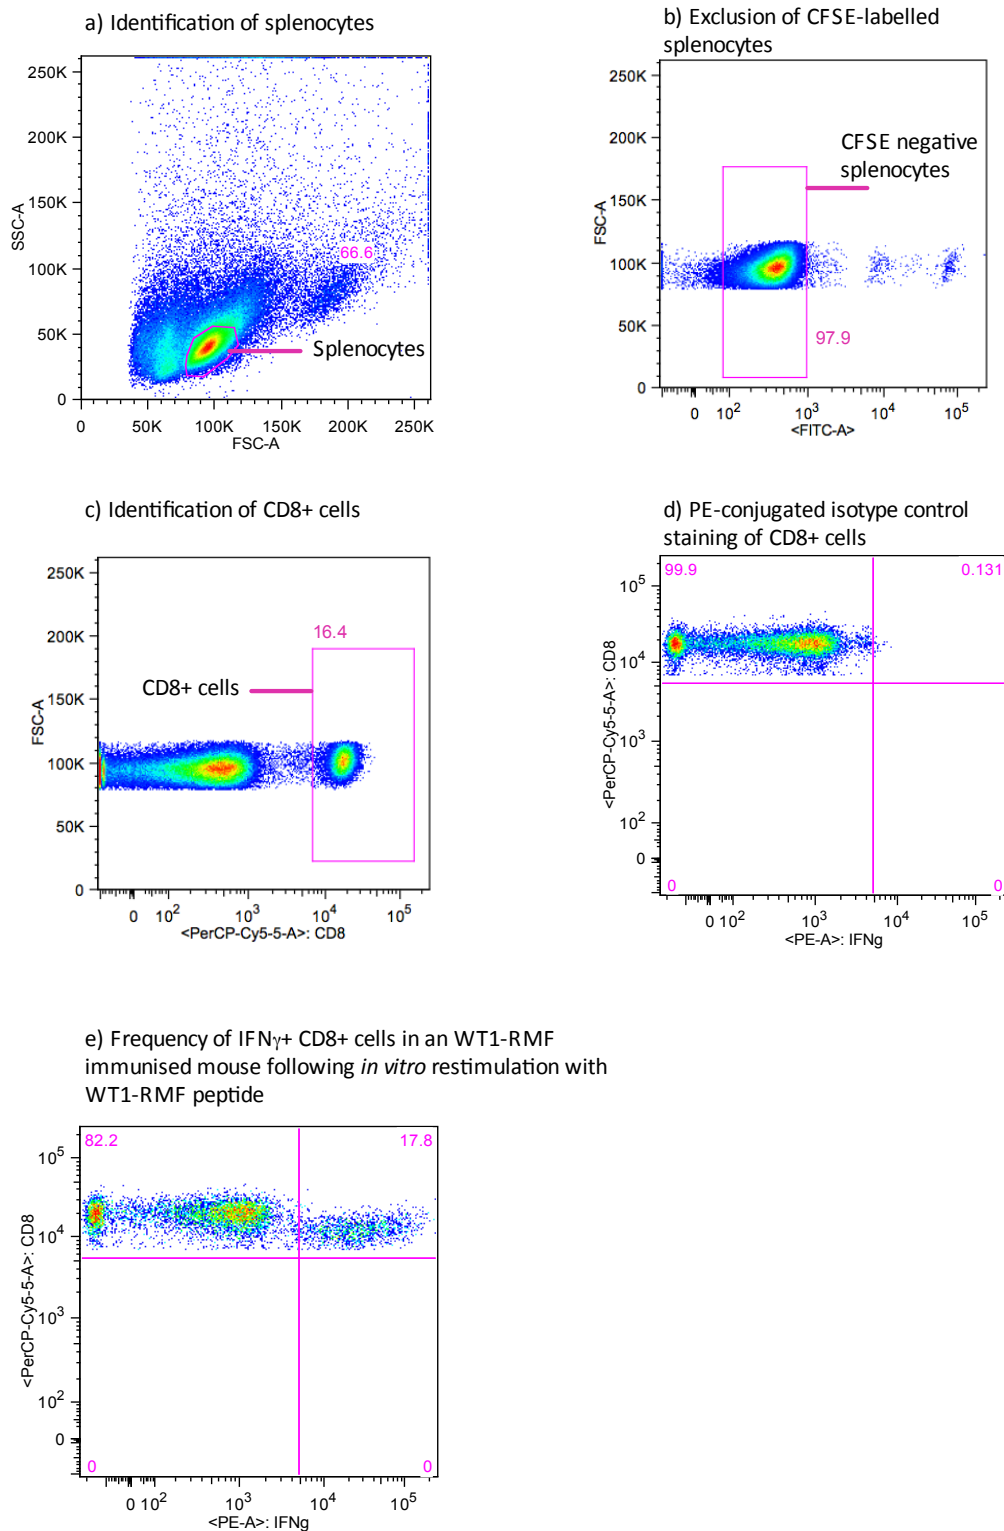 a) Identification of splenocytes
250K
200K
150K
100K
50K
0
SSC-A
66.6
Splenocytes
0 50K 100K 150K 200K 250K
FSC-A
b) Exclusion of CFSE-labelled
splenocytes
250K
200K
150K
100K
50K
0
FSC-A
CFSE negative
splenocytes
97.9
0 10² 10³ 10⁴ 10⁵
<FITC-A>
c) Identification of CD8+ cells
250K
200K
150K
100K
50K
0
FSC-A
16.4
CD8+ cells
0 10² 10³ 10⁴ 10⁵
<PerCP-Cy5-5-A>: CD8
d) PE-conjugated isotype control
staining of CD8+ cells
99.9 0.131
10⁵
10⁴
10³
10²
0
<PerCP-Cy5-5-A>: CD8
0 0
0 10² 10³ 10⁴ 10⁵
<PE-A>: IFNg
e) Frequency of IFNγ+ CD8+ cells in an WT1-RMF
immunised mouse following in vitro restimulation with
WT1-RMF peptide
82.2 17.8
10⁵
10⁴
10³
10²
0
<PerCP-Cy5-5-A>: CD8
0 0
0 10² 10³ 10⁴ 10⁵
<PE-A>: IFNg